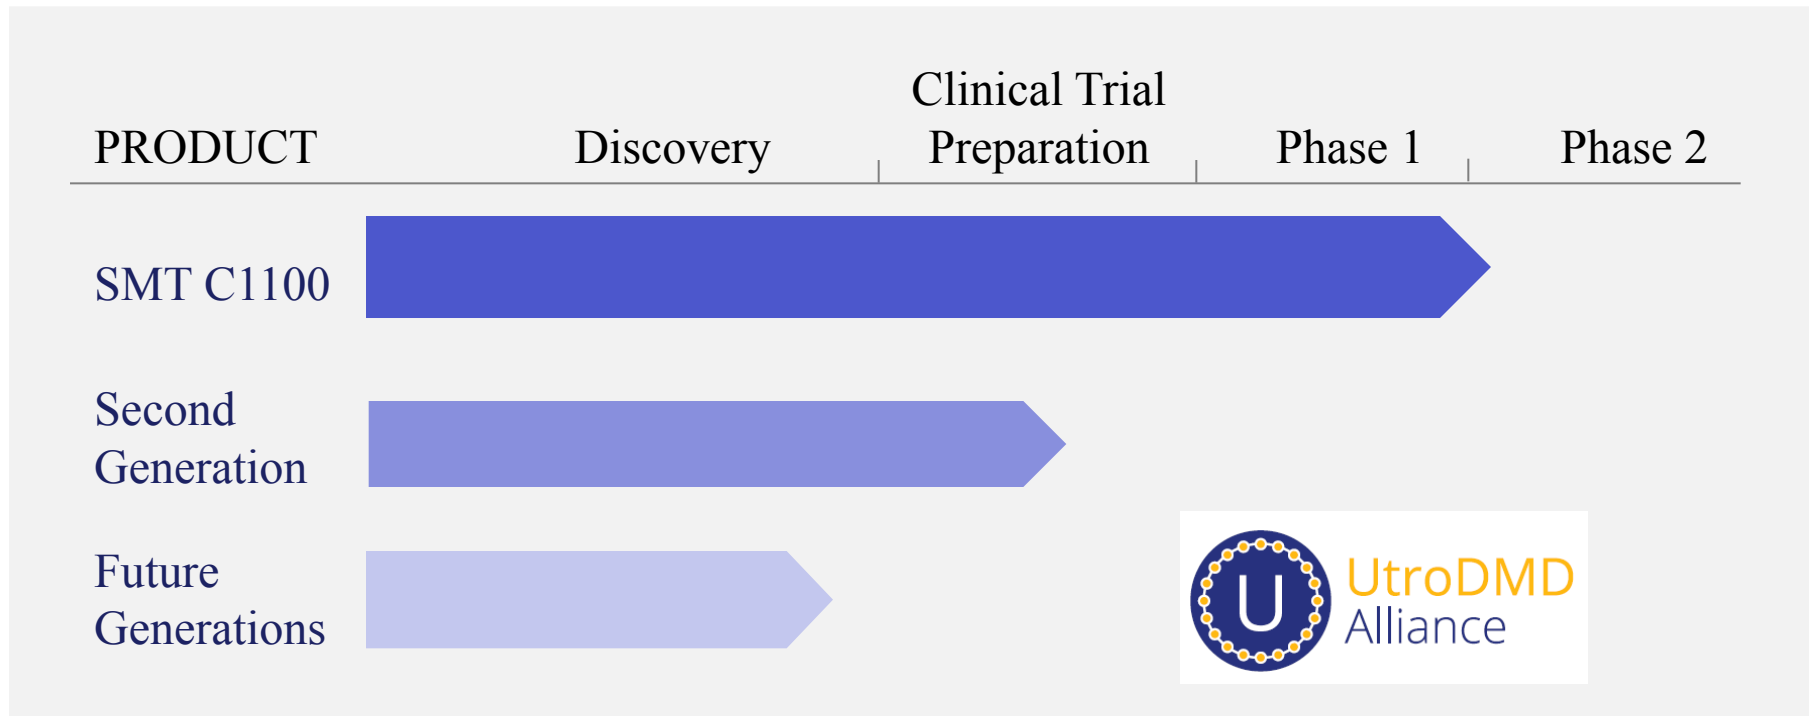 Clinical Trial
PRODUCT Discovery Preparation Phase 1 Phase 2
SMT C1100
Second
Generation
Future
Generations
U
UtroDMD
Alliance